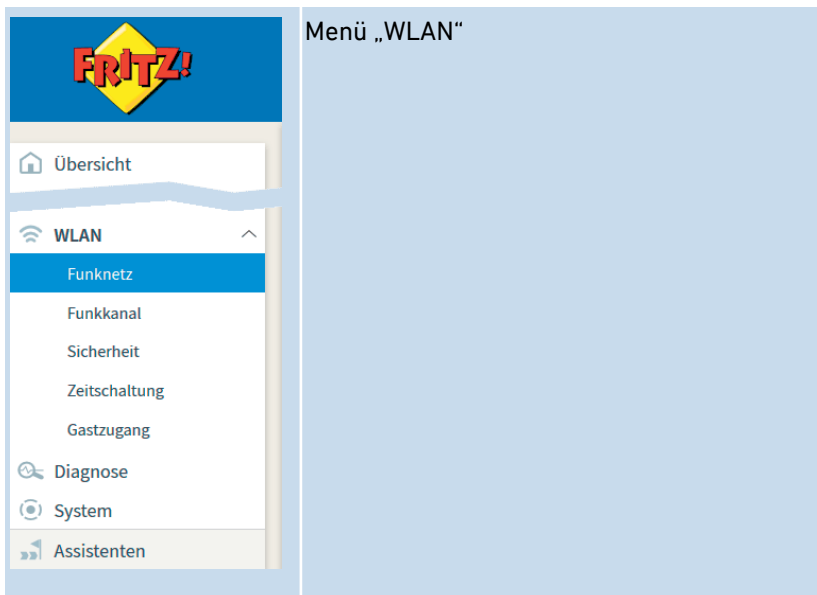 FRITZ!
Menü „WLAN“
Übersicht
WLAN
Funknetz
Funkkanal
Sicherheit
Zeitschaltung
Gastzugang
Diagnose
System
Assistenten